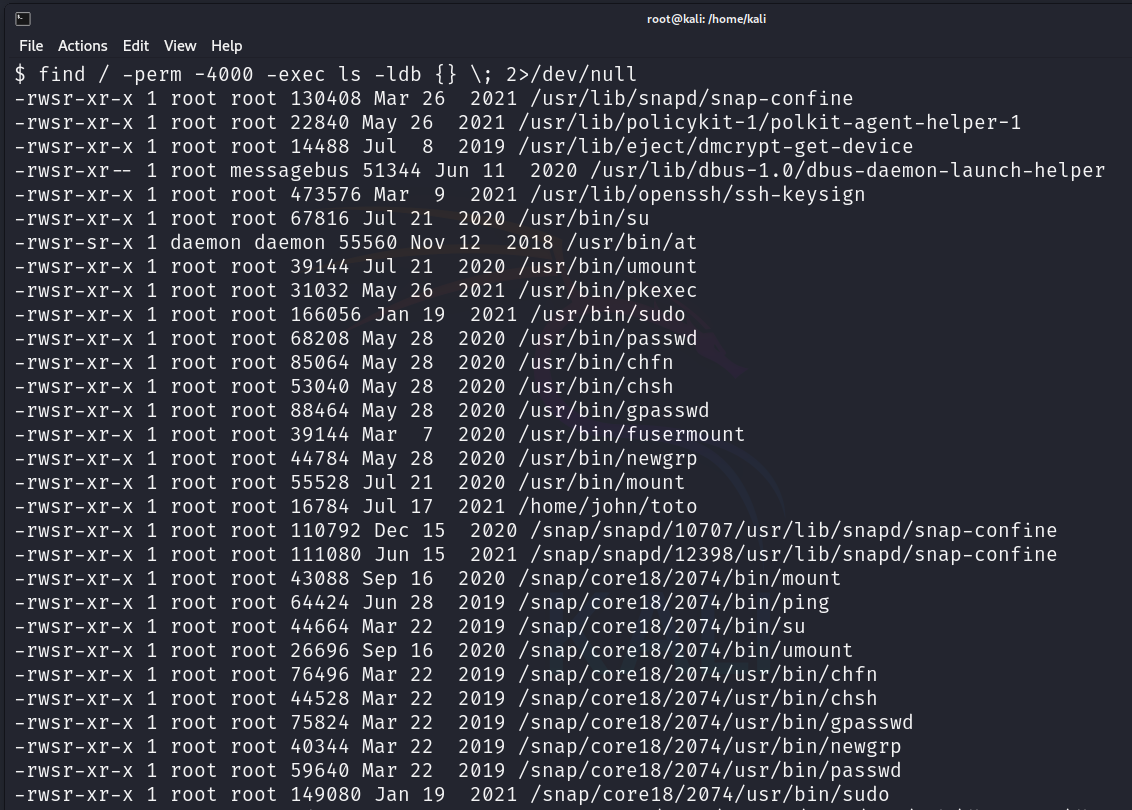 root@kali: /home/kali
File Actions Edit View Help
$ find / -perm -4000 -exec ls -ldb {} \; 2>/dev/null
-rwsr-xr-x 1 root root 130408 Mar 26  2021 /usr/lib/snapd/snap-confine
-rwsr-xr-x 1 root root 22840 May 26  2021 /usr/lib/policykit-1/polkit-agent-helper-1
-rwsr-xr-x 1 root root 14488 Jul  8  2019 /usr/lib/eject/dmcrypt-get-device
-rwsr-xr-- 1 root messagebus 51344 Jun 11  2020 /usr/lib/dbus-1.0/dbus-daemon-launch-helper
-rwsr-xr-x 1 root root 473576 Mar  9  2021 /usr/lib/openssh/ssh-keysign
-rwsr-xr-x 1 root root 67816 Jul 21  2020 /usr/bin/su
-rwsr-sr-x 1 daemon daemon 55560 Nov 12  2018 /usr/bin/at
-rwsr-xr-x 1 root root 39144 Jul 21  2020 /usr/bin/umount
-rwsr-xr-x 1 root root 31032 May 26  2021 /usr/bin/pkexec
-rwsr-xr-x 1 root root 166056 Jan 19  2021 /usr/bin/sudo
-rwsr-xr-x 1 root root 68208 May 28  2020 /usr/bin/passwd
-rwsr-xr-x 1 root root 85064 May 28  2020 /usr/bin/chfn
-rwsr-xr-x 1 root root 53040 May 28  2020 /usr/bin/chsh
-rwsr-xr-x 1 root root 88464 May 28  2020 /usr/bin/gpasswd
-rwsr-xr-x 1 root root 39144 Mar  7  2020 /usr/bin/fusermount
-rwsr-xr-x 1 root root 44784 May 28  2020 /usr/bin/newgrp
-rwsr-xr-x 1 root root 55528 Jul 21  2020 /usr/bin/mount
-rwsr-xr-x 1 root root 16784 Jul 17  2021 /home/john/toto
-rwsr-xr-x 1 root root 110792 Dec 15  2020 /snap/snapd/10707/usr/lib/snapd/snap-confine
-rwsr-xr-x 1 root root 111080 Jun 15  2021 /snap/snapd/12398/usr/lib/snapd/snap-confine
-rwsr-xr-x 1 root root 43088 Sep 16  2020 /snap/core18/2074/bin/mount
-rwsr-xr-x 1 root root 64424 Jun 28  2019 /snap/core18/2074/bin/ping
-rwsr-xr-x 1 root root 44664 Mar 22  2019 /snap/core18/2074/bin/su
-rwsr-xr-x 1 root root 26696 Sep 16  2020 /snap/core18/2074/bin/umount
-rwsr-xr-x 1 root root 76496 Mar 22  2019 /snap/core18/2074/usr/bin/chfn
-rwsr-xr-x 1 root root 44528 Mar 22  2019 /snap/core18/2074/usr/bin/chsh
-rwsr-xr-x 1 root root 75824 Mar 22  2019 /snap/core18/2074/usr/bin/gpasswd
-rwsr-xr-x 1 root root 40344 Mar 22  2019 /snap/core18/2074/usr/bin/newgrp
-rwsr-xr-x 1 root root 59640 Mar 22  2019 /snap/core18/2074/usr/bin/passwd
-rwsr-xr-x 1 root root 149080 Jan 19  2021 /snap/core18/2074/usr/bin/sudo